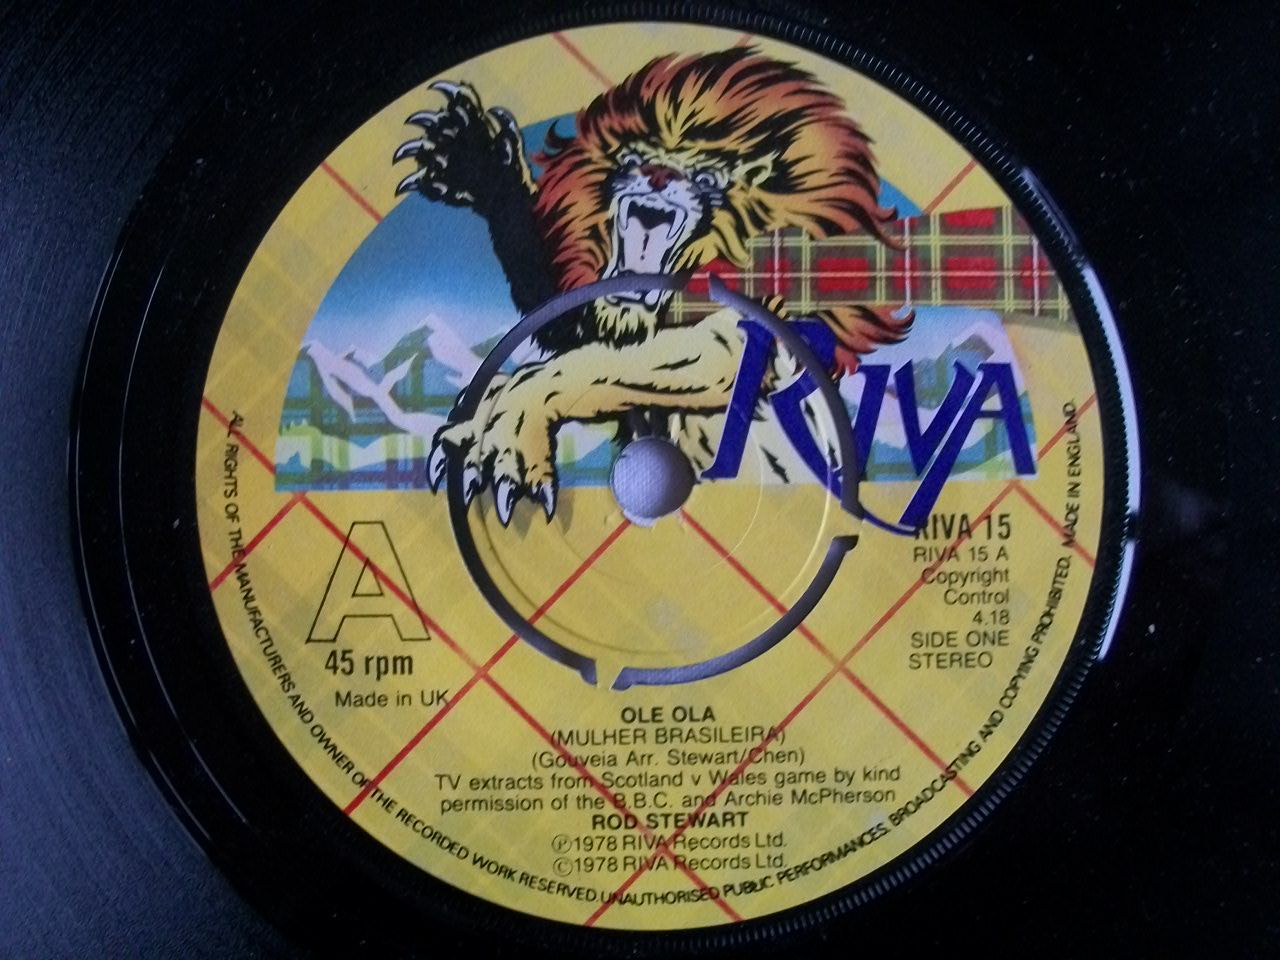 RIVA
RIVA 15
RIVA 15 A
Copyright
Control
4.18
SIDE ONE
STEREO
A
45 rpm
Made in UK
OLE OLA
(MULHER BRASILEIRA)
(Gouveia Arr. Stewart/Chen)
TV extracts from Scotland v Wales game by kind
permission of the B.B.C. and Archie McPherson
ROD STEWART
Ⓟ1978 RIVA Records Ltd.
©1978 RIVA Records Ltd.
ALL RIGHTS OF THE MANUFACTURERS AND OWNER OF THE RECORDED WORK RESERVED. UNAUTHORISED PUBLIC PERFORMANCES. BROADCASTING AND COPYING PROHIBITED. MADE IN ENGLAND.